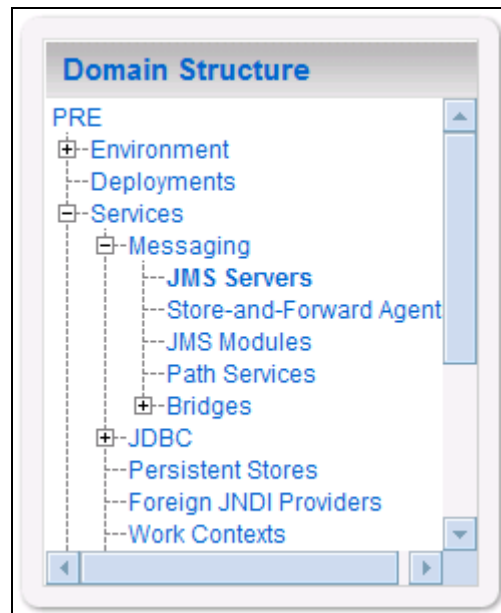 Domain Structure
PRE
Environment
Deployments
Services
Messaging
JMS Servers
Store-and-Forward Agent
JMS Modules
Path Services
Bridges
JDBC
Persistent Stores
Foreign JNDI Providers
Work Contexts